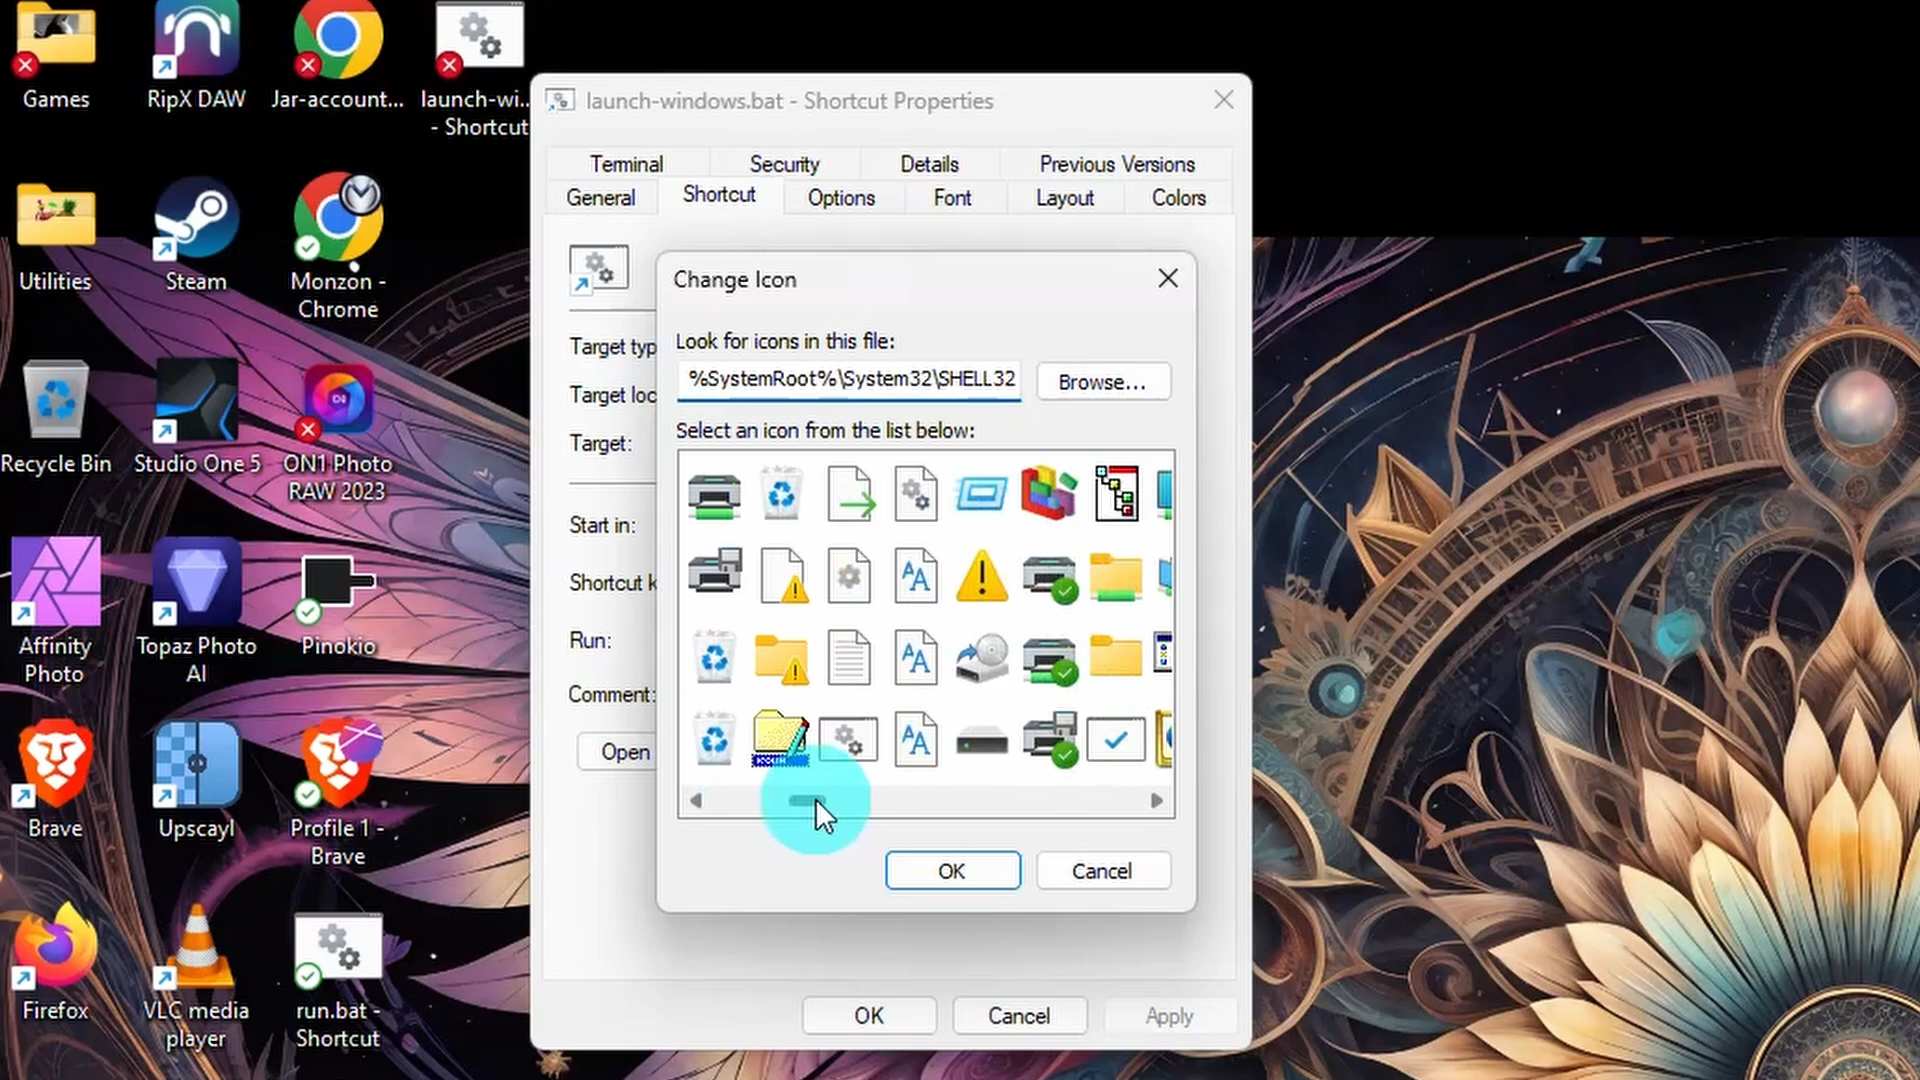 Games
RipX DAW
Jar-account...
launch-wi...
- Shortcut
Utilities
Steam
Monzon -
Chrome
Recycle Bin
Studio One 5
ON1 Photo
RAW 2023
Affinity
Photo
Topaz Photo
AI
Pinokio
Brave
Upscayl
Profile 1 -
Brave
Firefox
VLC media
player
run.bat -
Shortcut
launch-windows.bat - Shortcut Properties
Terminal
Security
Details
Previous Versions
General
Shortcut
Options
Font
Layout
Colors
Target typ
Target loc
Target:
Start in:
Shortcut k
Run:
Comment:
Open
Change Icon
Look for icons in this file:
%SystemRoot%\System32\SHELL32
Browse...
Select an icon from the list below:
OK
Cancel
OK
Cancel
Apply